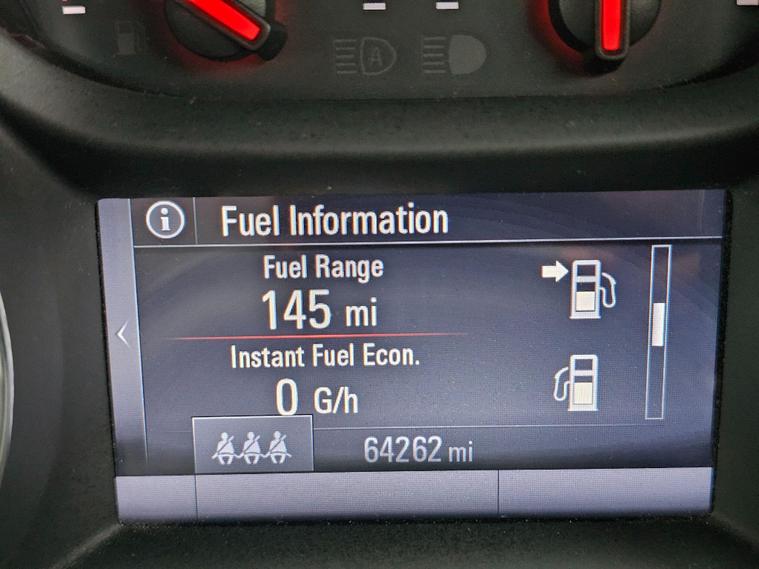 A
i Fuel Information
Fuel Range
145 mi
Instant Fuel Econ.
0 G/h
64262 mi